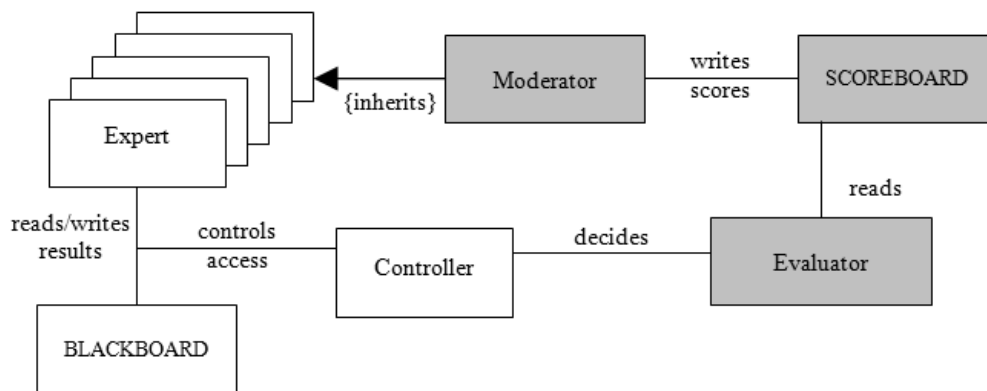 Moderator
writes
scores
SCOREBOARD
{inherits}
Expert
reads
reads/writes
results
controls
access
decides
Controller
Evaluator
BLACKBOARD